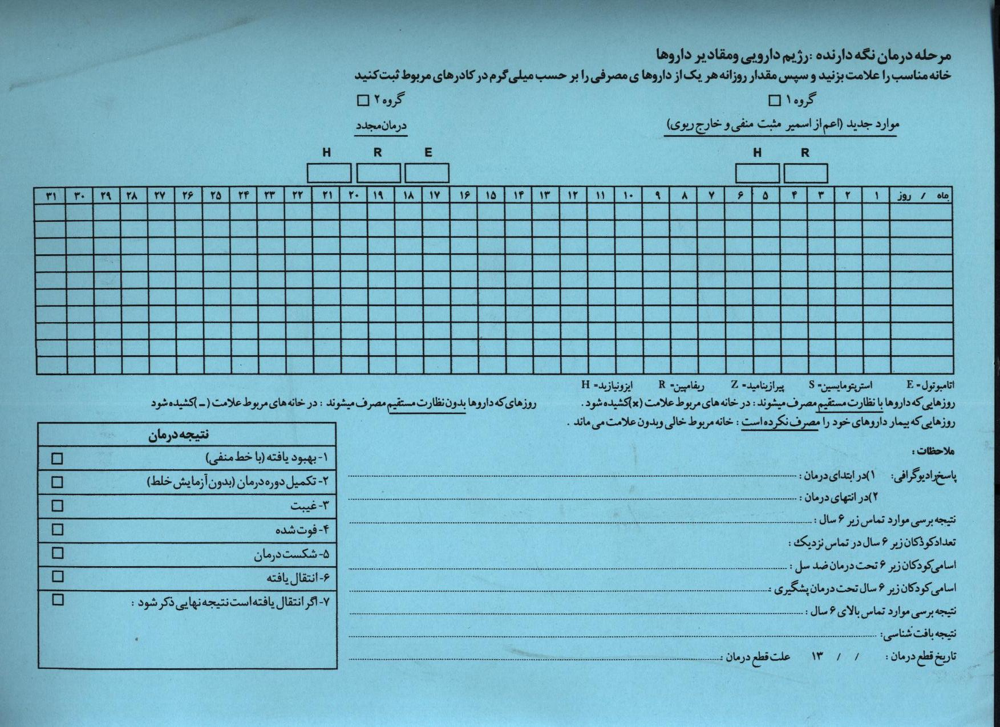 مرحله درمان نگه دارنده : رژیم دارویی ومقادیر داروها
خانه مناسب را علامت بزنید و سپس مقدار روزانه هر یک از داروها ی مصرفی را بر حسب میلی گرم در کادرهای مربوط ثبت کنید
گروه ۱ □ گروه ۲ □
موارد جدید (اعم از اسمیر مثبت منفی و خارج ریوی) درمان مجدد
H R E H R
ماه / روز ۱ ۲ ۳ ۴ ۵ ۶ ۷ ۸ ۹ ۱۰ ۱۱ ۱۲ ۱۳ ۱۴ ۱۵ ۱۶ ۱۷ ۱۸ ۱۹ ۲۰ ۲۱ ۲۲ ۲۳ ۲۴ ۲۵ ۲۶ ۲۷ ۲۸ ۲۹ ۳۰ ۳۱
اتامبوتول= E استرپتومایسین= S پیرازینامید= Z ریفامپین= R ایزونیازید= H
روزهایی که داروها با نظارت مستقیم مصرف میشوند : در خانه های مربوط علامت (×)کشیده شود . روزهای که داروها بدون نظارت مستقیم مصرف میشوند : در خانه های مربوط علامت (ـ)کشیده شود
روزهایی که بیمار داروهای خود را مصرف نکرده است : خانه مربوط خالی وبدون علامت می ماند .
ملاحظات :
پاسخ رادیوگرافی: ۱)در ابتدای درمان :
۲)در انتهای درمان :
نتیجه برسی موارد تماس زیر ۶ سال :
تعدادکوذکان زیر ۶ سال در تماس نزدیک :
اسامی کودکان زیر ۶ تحت درمان ضد سل :
اسامی کودکان زیر ۶ سال تحت درمان پشگیری :
نتیجه برسی موارد تماس بالای ۶ سال :
نتیجه بافت شناسی:
تاریخ قطع درمان : / / ۱۳ علت قطع درمان :
نتیجه درمان
۱- بهبود یافته (با خط منفی)
۲- تکمیل دوره درمان (بدون آزمایش خلط)
۳- غیبت
۴- فوت شده
۵- شکست درمان
۶- انتقال یافته
۷- اگر انتقال یافته است نتیجه نهایی ذکر شود :